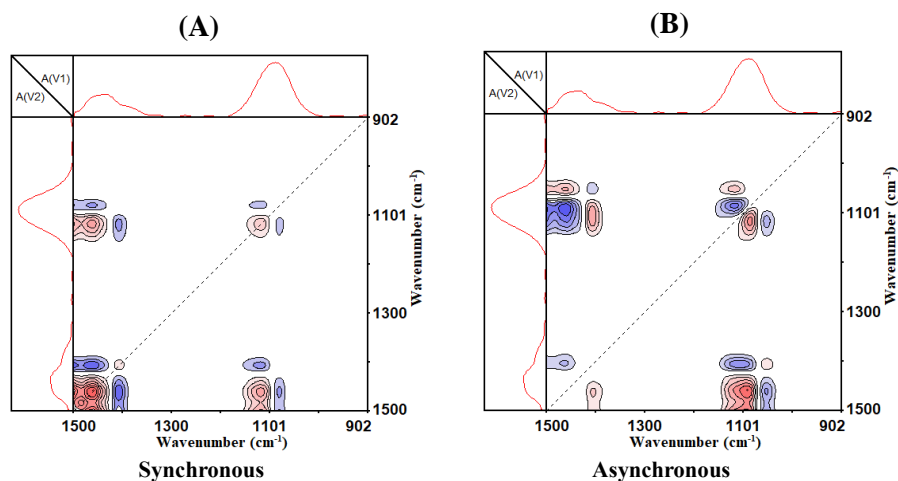 (A)
(B)
A(V1)
A(V2)
902
1101
1300
1500
Wavenumber (cm⁻¹)
1500
1300
1101
902
Wavenumber (cm⁻¹)
Synchronous
A(V1)
A(V2)
902
1101
1300
1500
Wavenumber (cm⁻¹)
1500
1300
1101
902
Wavenumber (cm⁻¹)
Asynchronous